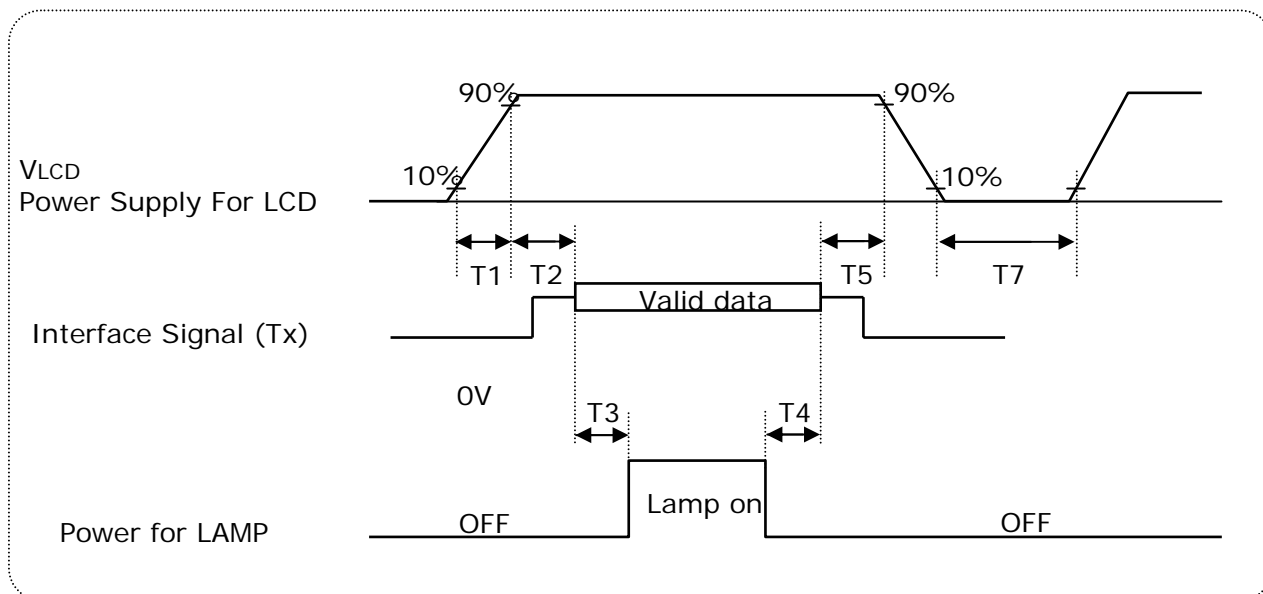 90%
90%
VLCD
10%
10%
Power Supply For LCD
T1
T2
T5
T7
Valid data
Interface Signal (Tx)
0V
T3
T4
Lamp on
Power for LAMP
OFF
OFF